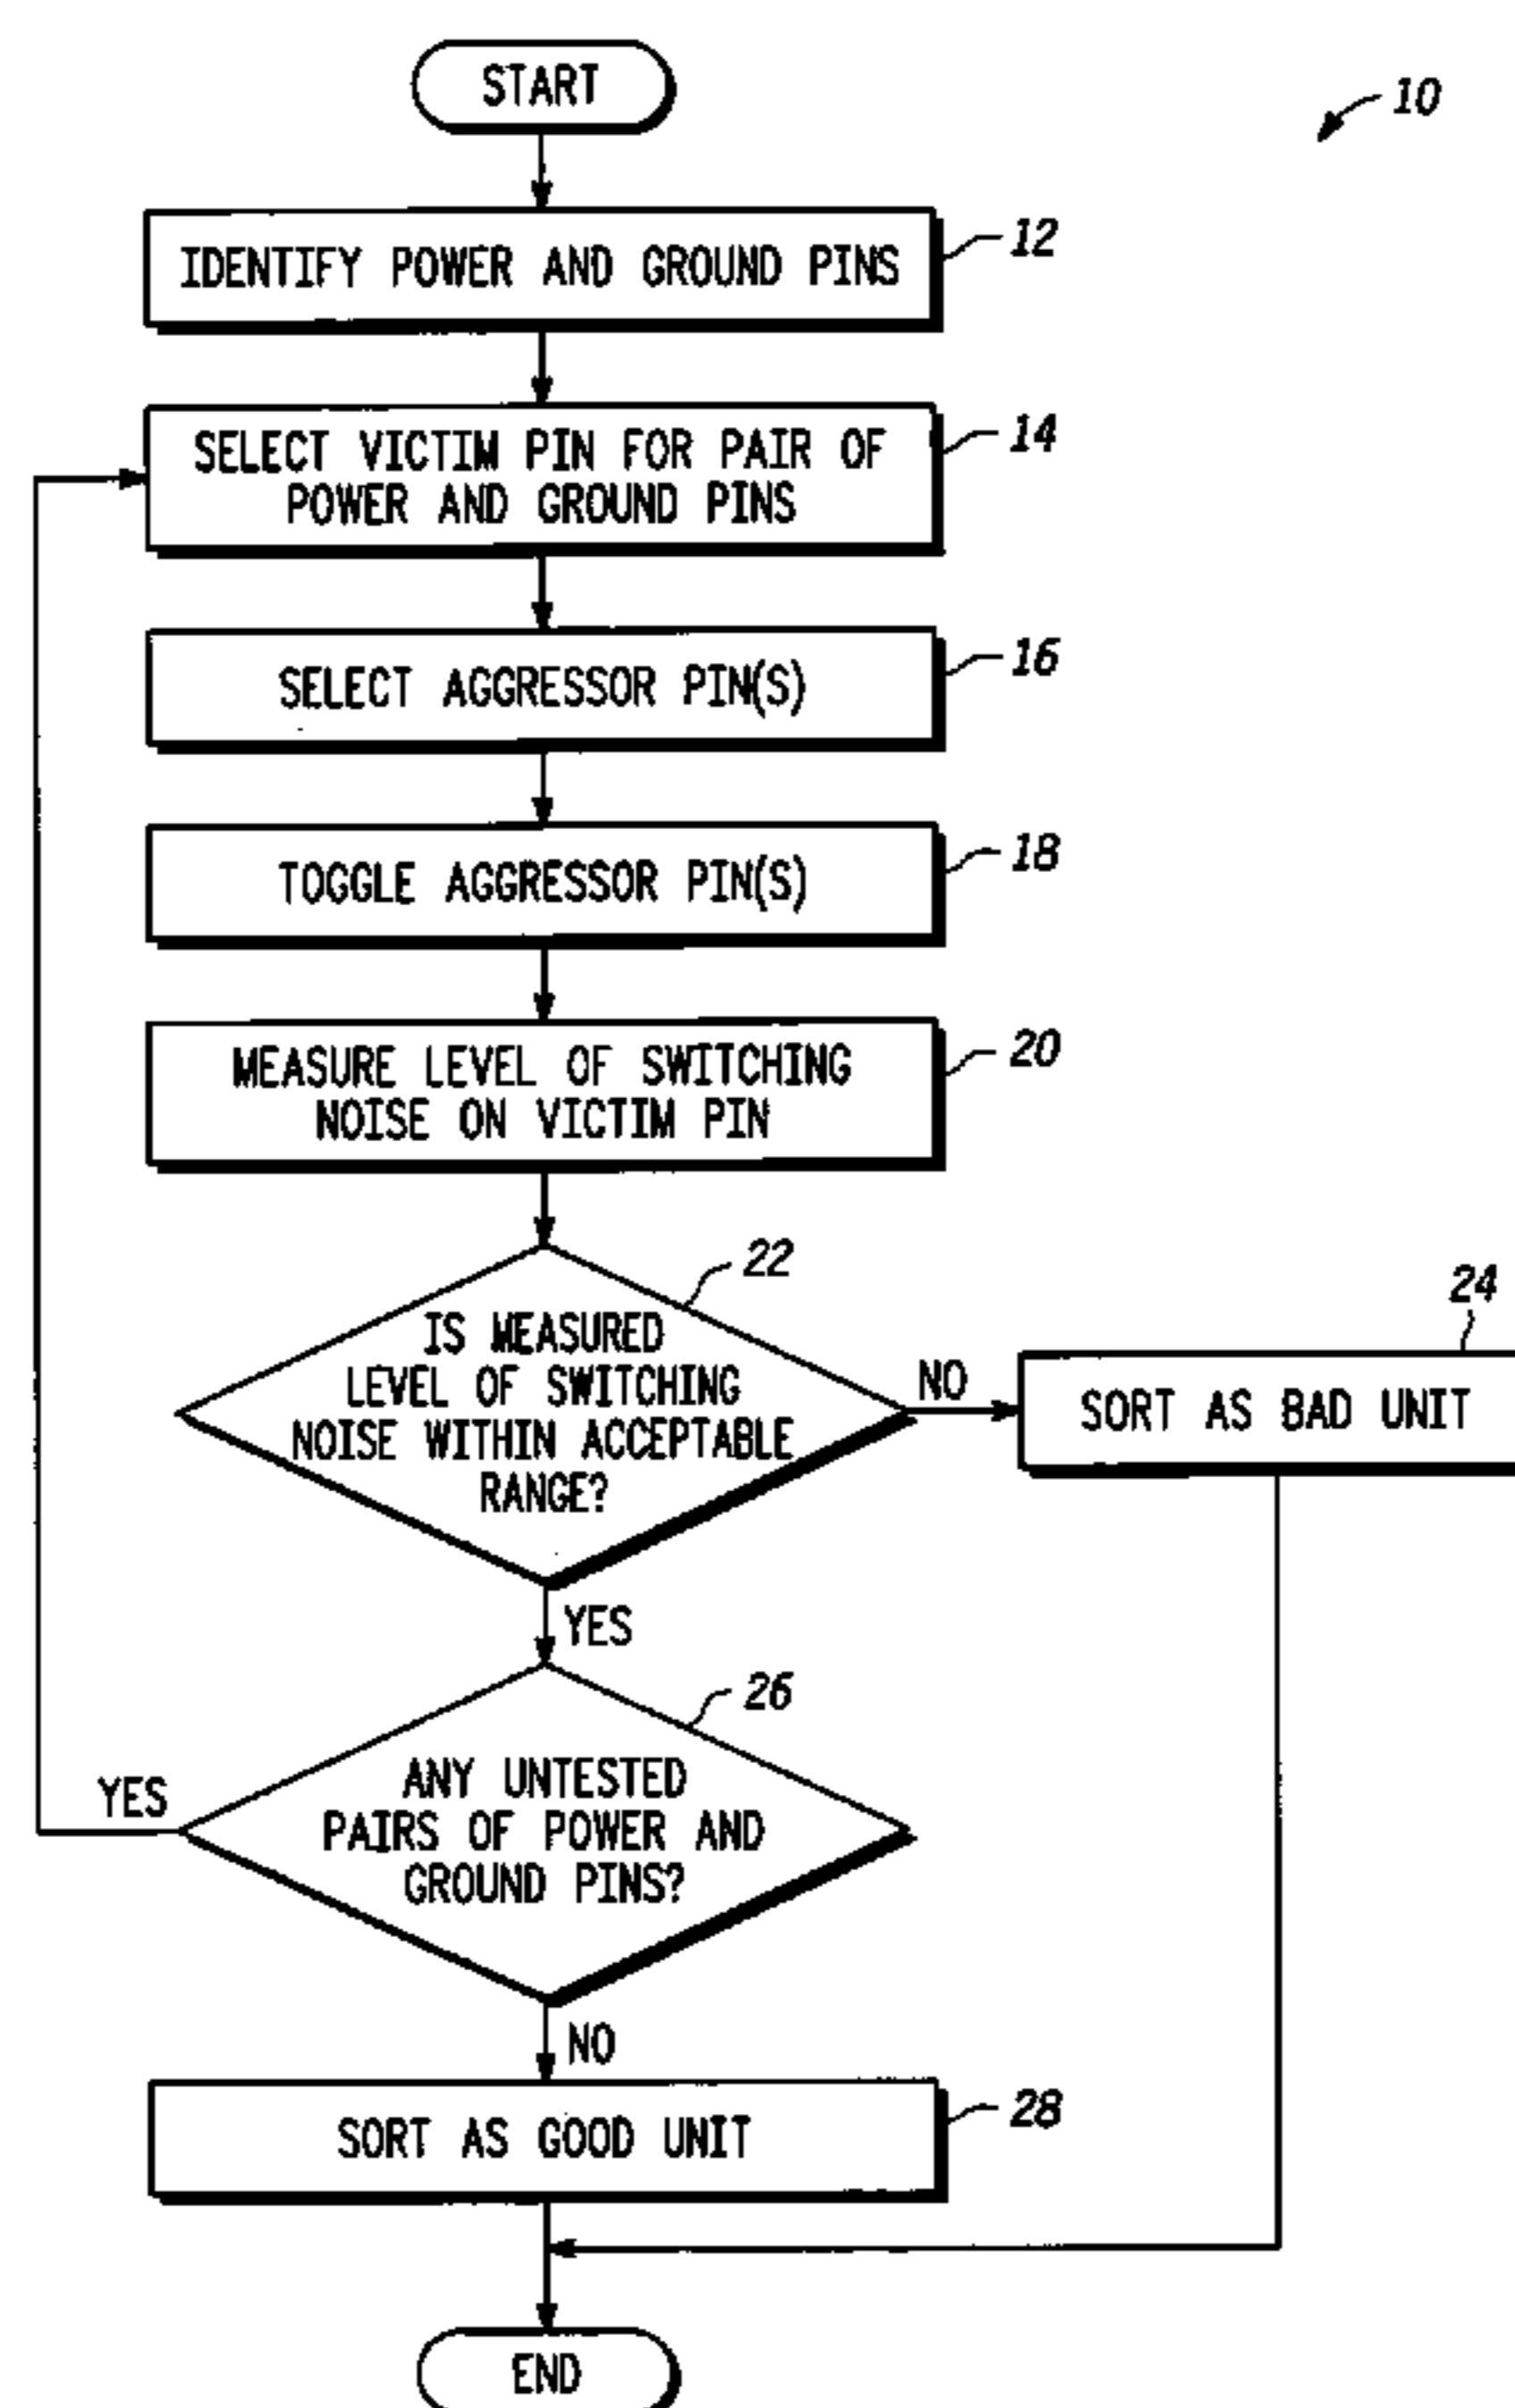 START
10
IDENTIFY POWER AND GROUND PINS
12
SELECT VICTIM PIN FOR PAIR OF
POWER AND GROUND PINS
14
SELECT AGGRESSOR PIN(S)
16
TOGGLE AGGRESSOR PIN(S)
18
MEASURE LEVEL OF SWITCHING
NOISE ON VICTIM PIN
20
22
IS MEASURED
LEVEL OF SWITCHING
NOISE WITHIN ACCEPTABLE
RANGE?
NO
24
SORT AS BAD UNIT
YES
26
ANY UNTESTED
PAIRS OF POWER AND
GROUND PINS?
YES
NO
SORT AS GOOD UNIT
28
END